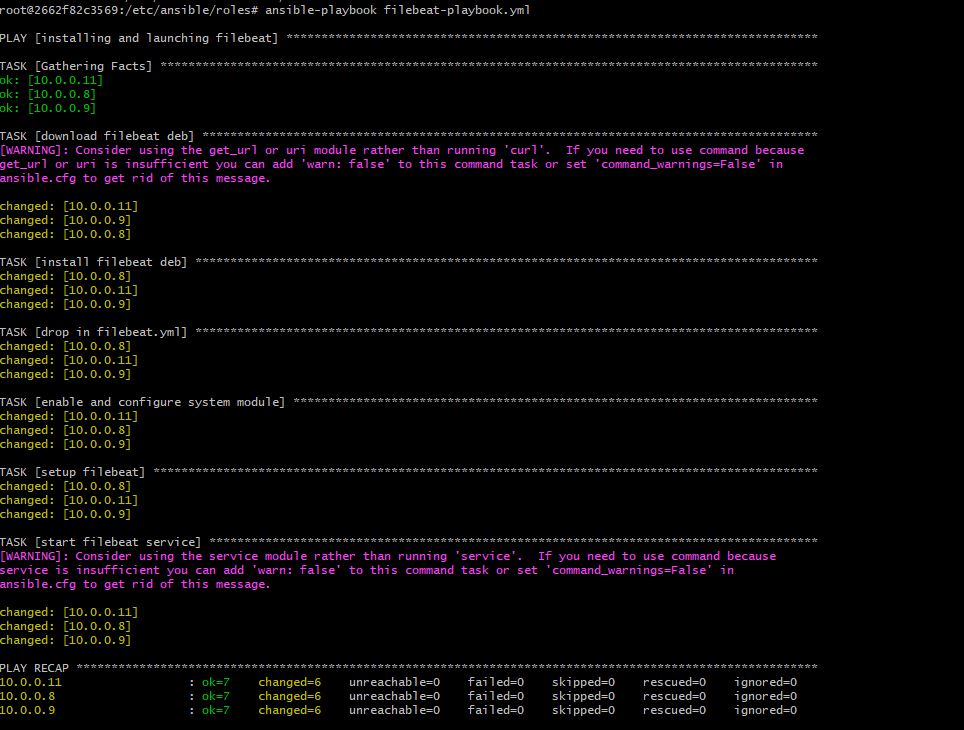 root@2662f82c3569:/etc/ansible/roles# ansible-playbook filebeat-playbook.yml
PLAY [installing and launching filebeat] ****************************************************************************
TASK [Gathering Facts] **********************************************************************************************
ok: [10.0.0.11]
ok: [10.0.0.8]
ok: [10.0.0.9]
TASK [download filebeat deb] ****************************************************************************************
[WARNING]: Consider using the get_url or uri module rather than running 'curl'.  If you need to use command because
get_url or uri is insufficient you can add 'warn: false' to this command task or set 'command_warnings=False' in
ansible.cfg to get rid of this message.
changed: [10.0.0.11]
changed: [10.0.0.9]
changed: [10.0.0.8]
TASK [install filebeat deb] *****************************************************************************************
changed: [10.0.0.8]
changed: [10.0.0.11]
changed: [10.0.0.9]
TASK [drop in filebeat.yml] *****************************************************************************************
changed: [10.0.0.8]
changed: [10.0.0.11]
changed: [10.0.0.9]
TASK [enable and configure system module] ***************************************************************************
changed: [10.0.0.11]
changed: [10.0.0.8]
changed: [10.0.0.9]
TASK [setup filebeat] ***********************************************************************************************
changed: [10.0.0.8]
changed: [10.0.0.11]
changed: [10.0.0.9]
TASK [start filebeat service] ***************************************************************************************
[WARNING]: Consider using the service module rather than running 'service'.  If you need to use command because
service is insufficient you can add 'warn: false' to this command task or set 'command_warnings=False' in
ansible.cfg to get rid of this message.
changed: [10.0.0.11]
changed: [10.0.0.8]
changed: [10.0.0.9]
PLAY RECAP **********************************************************************************************************
10.0.0.11                  : ok=7    changed=6    unreachable=0    failed=0    skipped=0    rescued=0    ignored=0
10.0.0.8                   : ok=7    changed=6    unreachable=0    failed=0    skipped=0    rescued=0    ignored=0
10.0.0.9                   : ok=7    changed=6    unreachable=0    failed=0    skipped=0    rescued=0    ignored=0